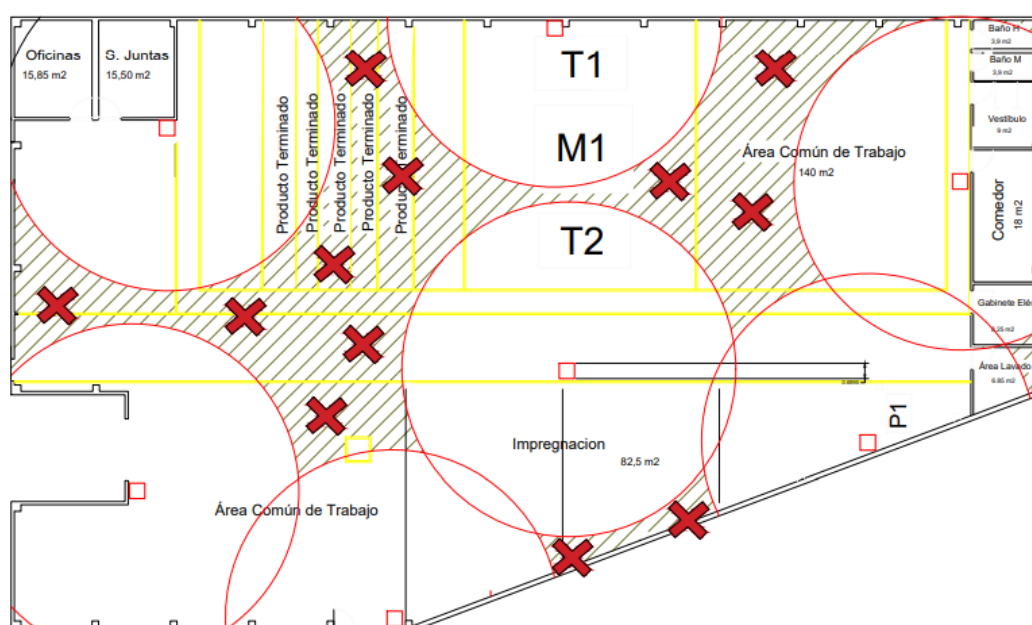 Oficinas
15,85 m2
S. Juntas
15,50 m2
Producto Terminado
Producto Terminado
Producto Terminado
Producto Terminado
Producto Terminado
T1
M1
T2
Área Común de Trabajo
140 m2
Baño H
3,9 m2
Baño M
3,9 m2
Vestíbulo
9 m2
Comedor
18 m2
Gabinete Elé
Área Lavado
6.85 m2
P1
Impregnacion
82,5 m2
Área Común de Trabajo